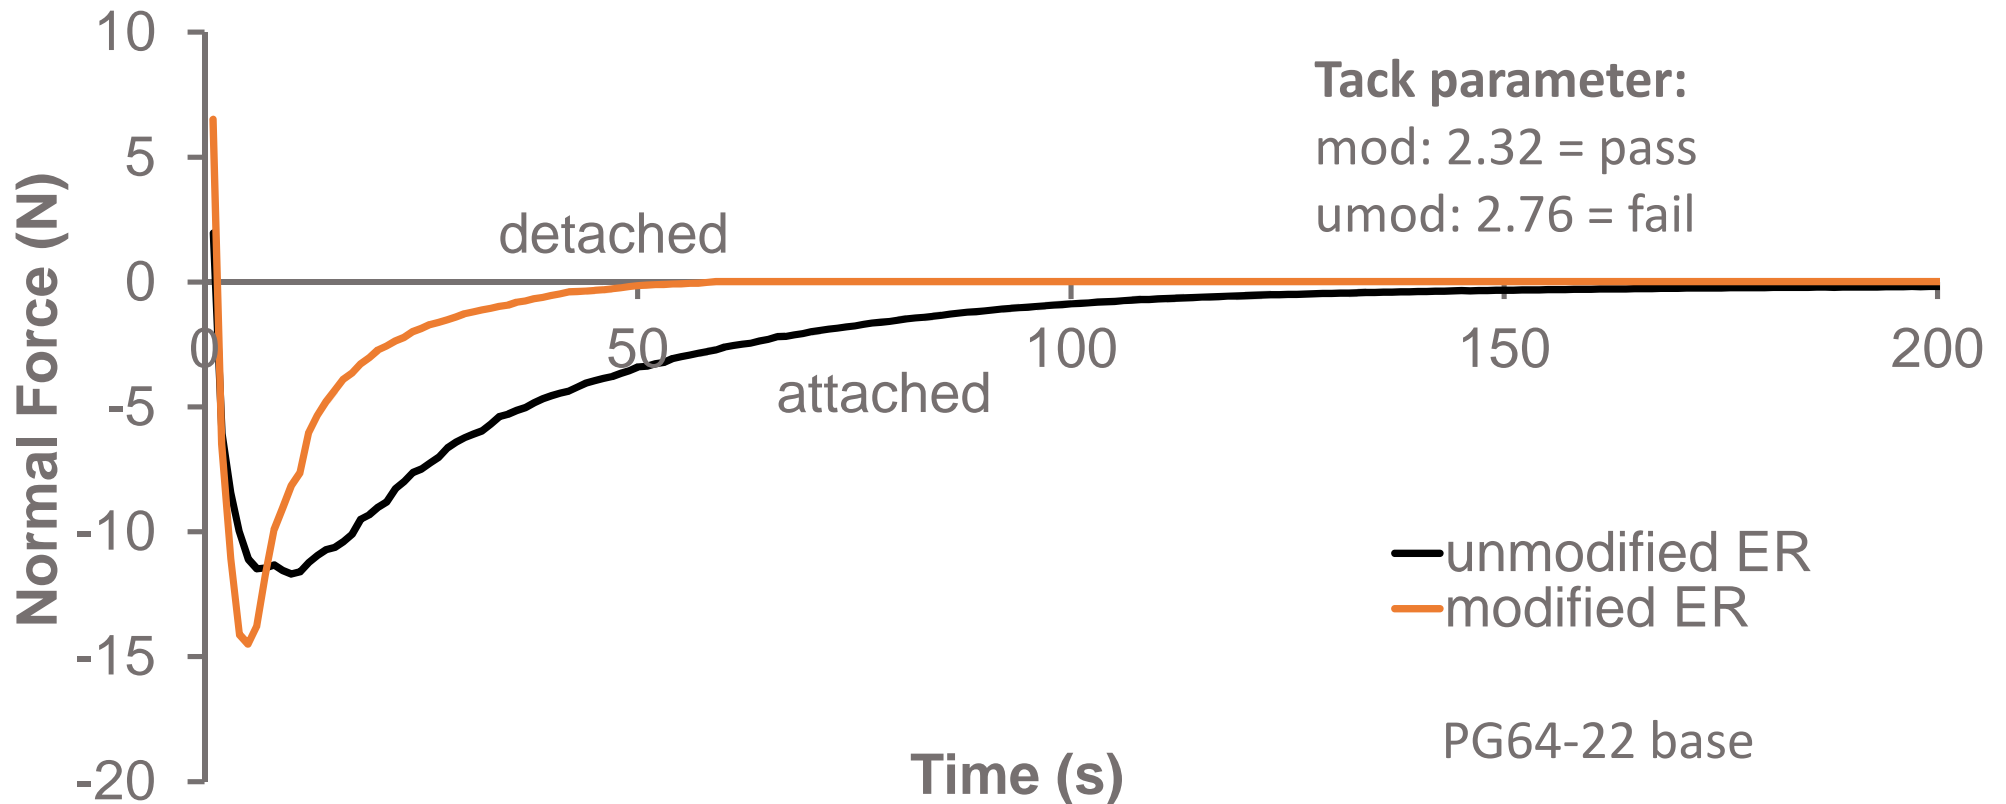 10
5
0
-5
-10
-15
-20
Normal Force (N)
Tack parameter:
mod: 2.32 = pass
umod: 2.76 = fail
detached
0
50
100
150
200
attached
unmodified ER
modified ER
PG64-22 base
Time (s)